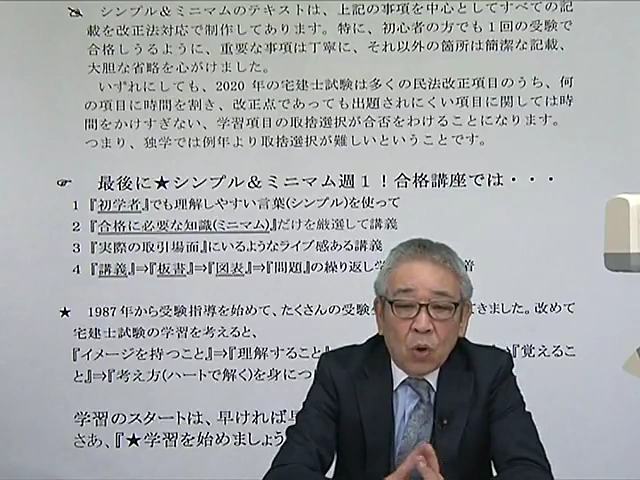 シンプル＆ミニマムのテキストは、上記の事項を中心としてすべての記
載を改正法対応で制作してあります。特に、初心者の方でも１回の受験で
合格しうるように、重要な事項は丁寧に、それ以外の箇所は簡潔な記載、
大胆な省略を心がけました。
いずれにしても、2020 年の宅建士試験は多くの民法改正項目のうち、何
の項目に時間を割き、改正点であっても出題されにくい項目に関しては時
間をかけすぎない、学習項目の取捨選択が合否をわけることになります。
つまり、独学では例年より取捨選択が難しいということです。
☞ 最後に★シンプル＆ミニマム週１！合格講座では・・・
１『初学者』でも理解しやすい言葉(シンプル)を使って
２『合格に必要な知識(ミニマム)』だけを厳選して講義
３『実際の取引場面』にいるようなライブ感ある講義
４『講義』⇒『板書』⇒『図表』⇒『問題』の繰り返し
★ 1987 年から受験指導を始めて、たくさんの受験 きました。改めて
宅建士試験の学習を考えると、
『イメージを持つこと』⇒『理解すること』 『覚えるこ
と』⇒『考え方(ハートで解く)を身につ
学習のスタートは、早ければ
さあ、『★学習を始めましょう